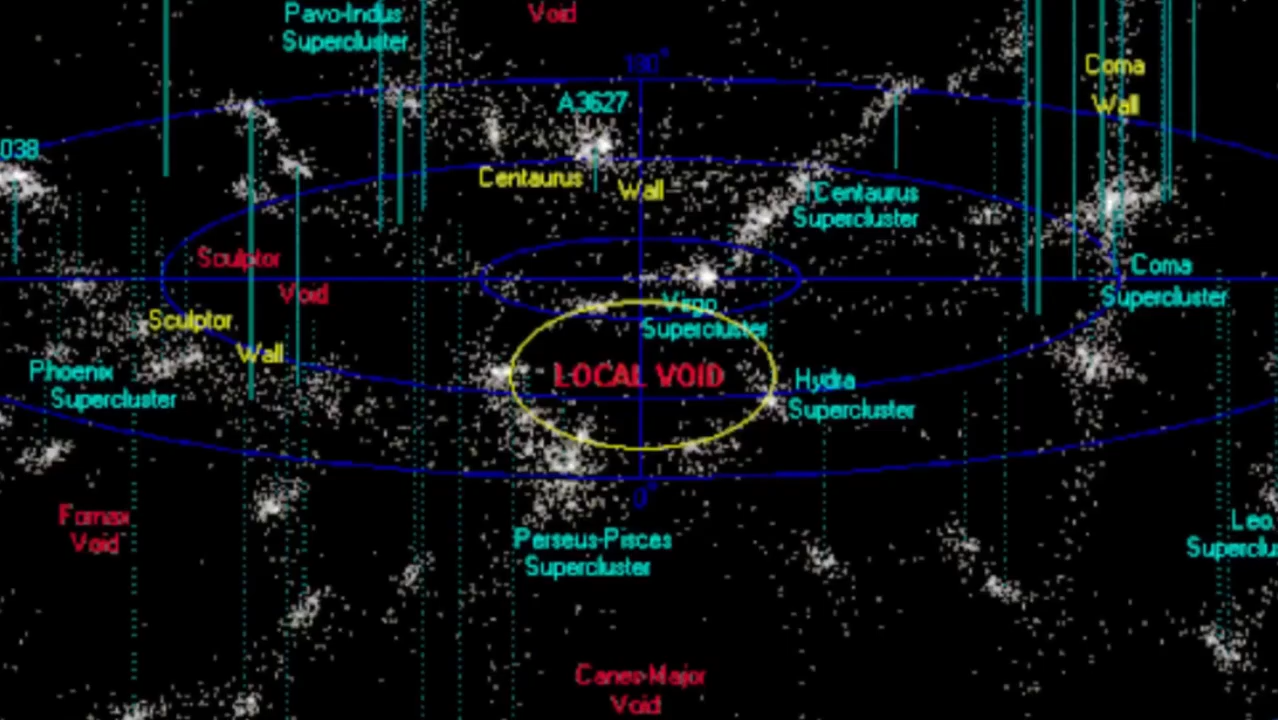 Pavo-Indus
Supercluster
Void
180°
A3627
Coma
Wall
038
Centaurus
Wall
Centaurus
Supercluster
Sculptor
Void
Coma
Supercluster
Virgo
Supercluster
Sculptor
Wall
Phoenix
Supercluster
LOCAL VOID
Hydra
Supercluster
0°
Fornax
Void
Perseus-Pisces
Supercluster
Leo
Superclu
Canes-Major
Void